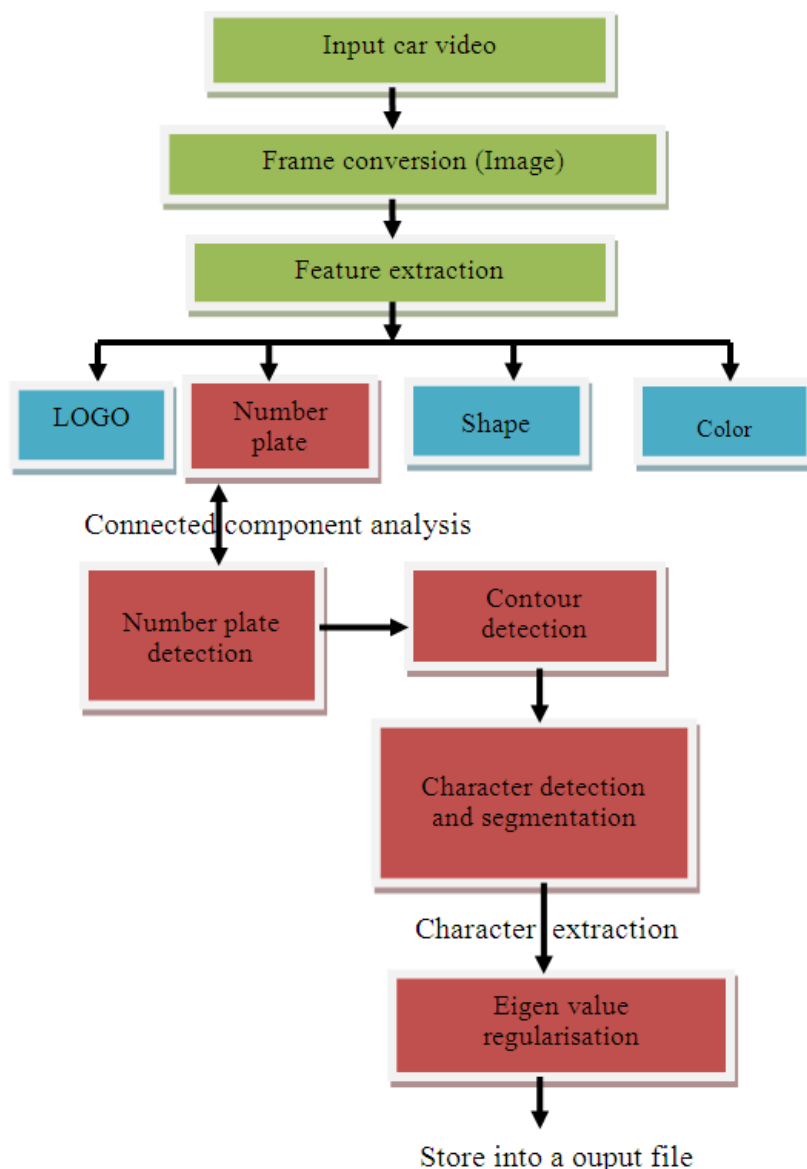 Input car video
Frame conversion (Image)
Feature extraction
LOGO
Number
plate
Shape
Color
Connected component analysis
Number plate
detection
Contour
detection
Character detection
and segmentation
Character extraction
Eigen value
regularisation
Store into a ouput file